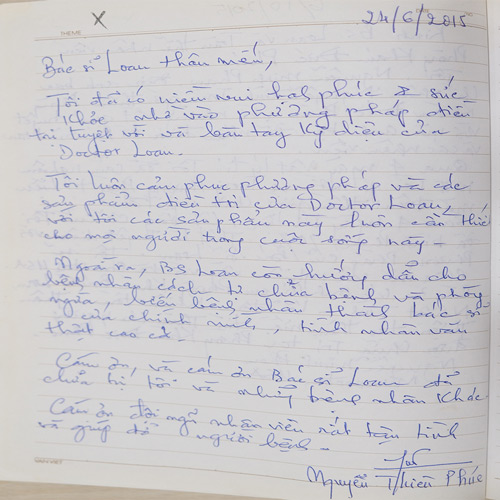 THEME
24/6/2015
Bác sĩ Loan thân mến,
Tôi đã có niềm vui hạnh phúc & sức
khỏe nhờ vào phương pháp điều
trị tuyệt vời và bàn tay kỳ diệu của
Doctor Loan.
Tôi luôn cảm phục phương pháp và các
sản phẩm điều trị của Doctor Loan,
với tôi các sản phẩm này luôn cần thiết
cho mọi người trong cuộc sống này -
Ngoài ra, BS Loan còn hướng dẫn cho
bệnh nhân cách tự chữa bệnh và phòng
ngừa, biến bệnh nhân thành bác sĩ
của chính mình, tính nhân văn
thật cao cả -
Cám ơn, và cám ơn Bác sĩ Loan đã
chữa trị tôi và những bệnh nhân khác
Cám ơn đội ngũ nhân viên rất tận tình
và giúp đỡ người bệnh -
Nguyễn Thiên Phúc